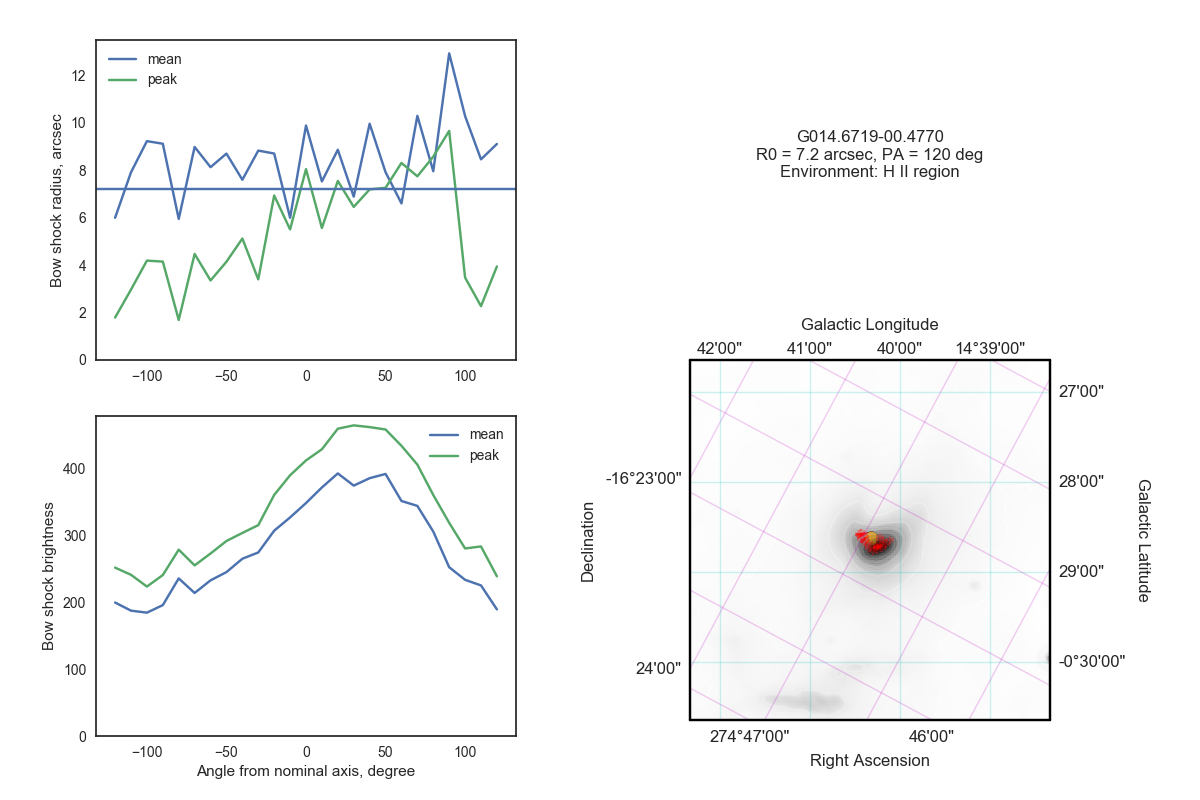 mean
peak
12
10
8
6
4
2
0
Bow shock radius, arcsec
−100
−50
0
50
100
G014.6719-00.4770
R0 = 7.2 arcsec, PA = 120 deg
Environment: H II region
mean
peak
400
300
200
100
0
Bow shock brightness
−100
−50
0
50
100
Angle from nominal axis, degree
Galactic Longitude
42'00"
41'00"
40'00"
14°39'00"
27'00"
28'00"
29'00"
-0°30'00"
Galactic Latitude
-16°23'00"
24'00"
Declination
274°47'00"
46'00"
Right Ascension